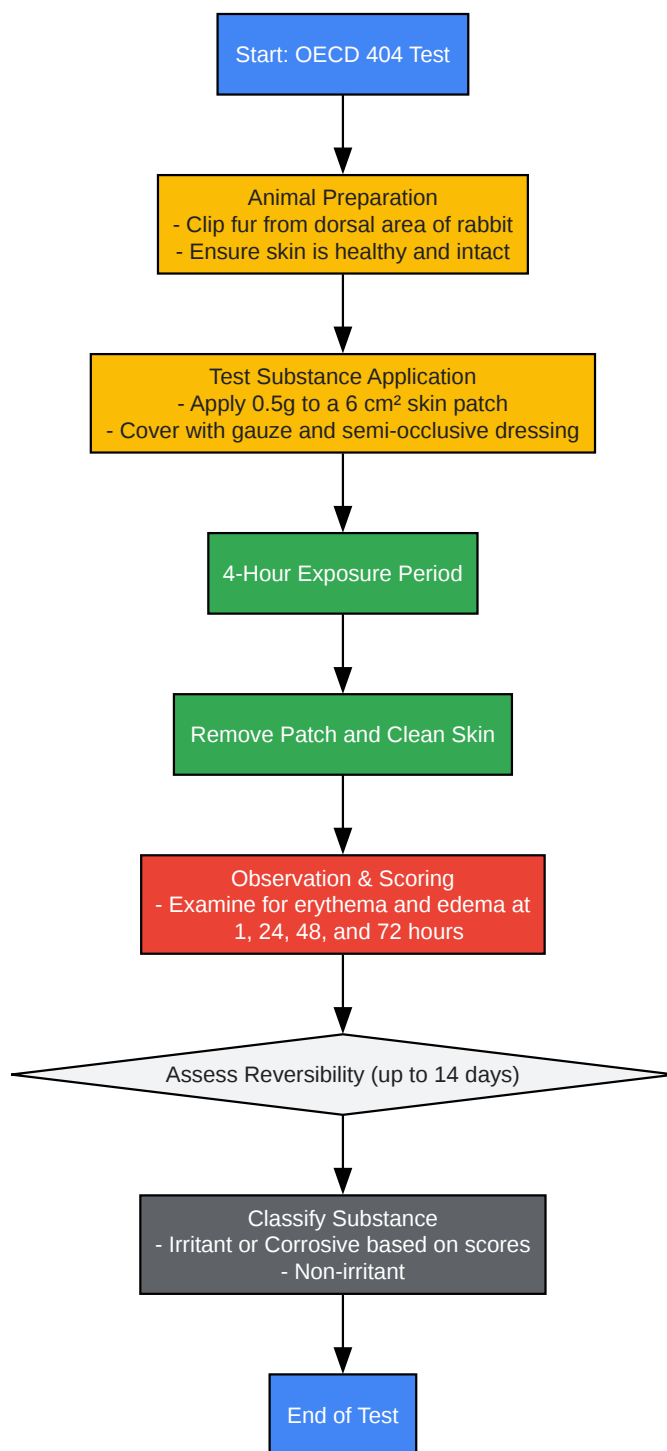 Start: OECD 404 Test
Animal Preparation
- Clip fur from dorsal area of rabbit
- Ensure skin is healthy and intact
Test Substance Application
- Apply 0.5g to a 6 cm² skin patch
- Cover with gauze and semi-occlusive dressing
4-Hour Exposure Period
Remove Patch and Clean Skin
Observation & Scoring
- Examine for erythema and edema at
1, 24, 48, and 72 hours
Assess Reversibility (up to 14 days)
Classify Substance
- Irritant or Corrosive based on scores
- Non-irritant
End of Test